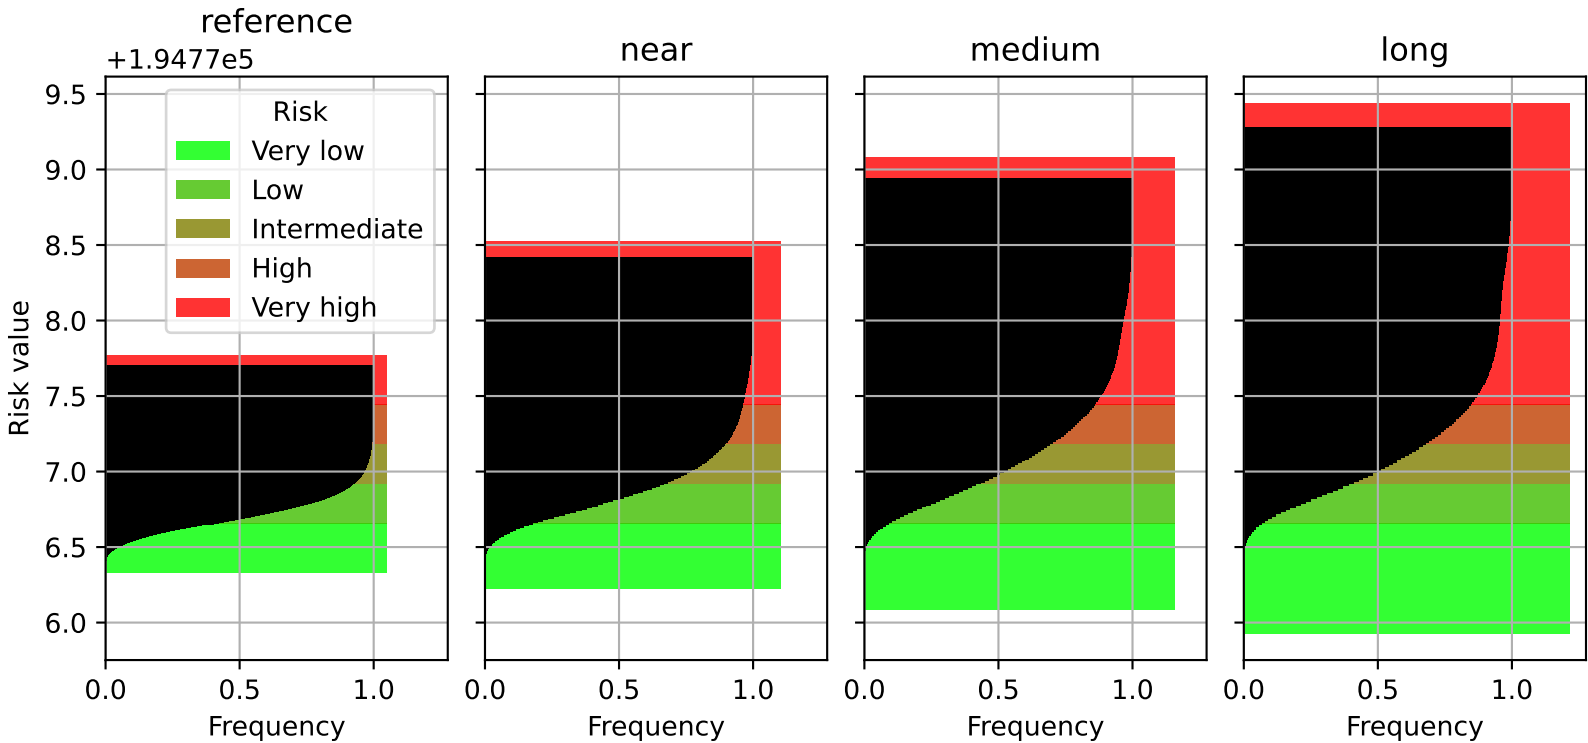 reference
near
medium
long
+1.9477e5
Risk
Very low
Low
Intermediate
High
Very high
Risk value
9.5
9.0
8.5
8.0
7.5
7.0
6.5
6.0
0.0 0.5 1.0
0.0 0.5 1.0
0.0 0.5 1.0
0.0 0.5 1.0
Frequency
Frequency
Frequency
Frequency